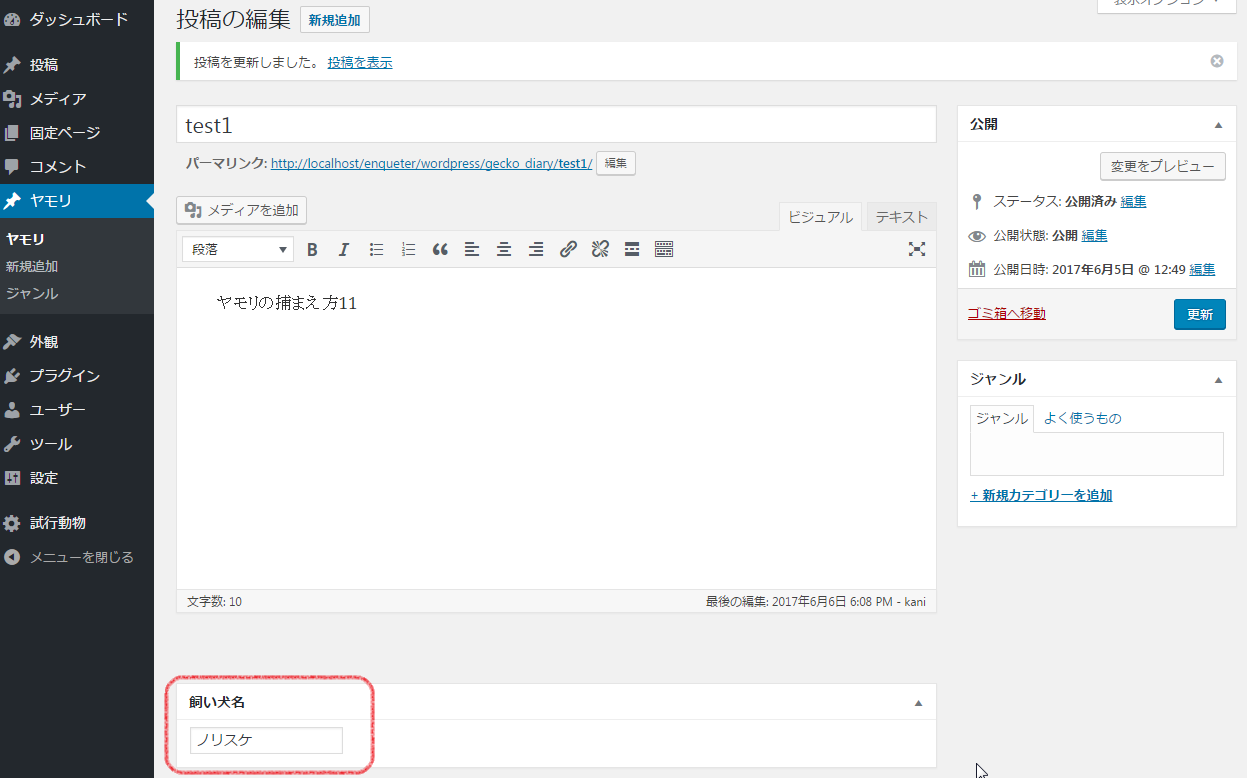 ダッシュボード
投稿
メディア
固定ページ
コメント
ヤモリ
ヤモリ
新規追加
ジャンル
外観
プラグイン
ユーザー
ツール
設定
試行動物
メニューを閉じる
投稿の編集 新規追加
表示オプション
投稿を更新しました。 投稿を表示
test1
パーマリンク: http://localhost/enqueter/wordpress/gecko_diary/test1/ 編集
メディアを追加
ビジュアル テキスト
段落
ヤモリの捕まえ方11
文字数: 10 最後の編集: 2017年6月6日 6:08 PM - kani
飼い犬名
ノリスケ
公開
変更をプレビュー
ステータス: 公開済み 編集
公開状態: 公開 編集
公開日時: 2017年6月5日 @ 12:49 編集
ゴミ箱へ移動 更新
ジャンル
ジャンル よく使うもの
+ 新規カテゴリーを追加